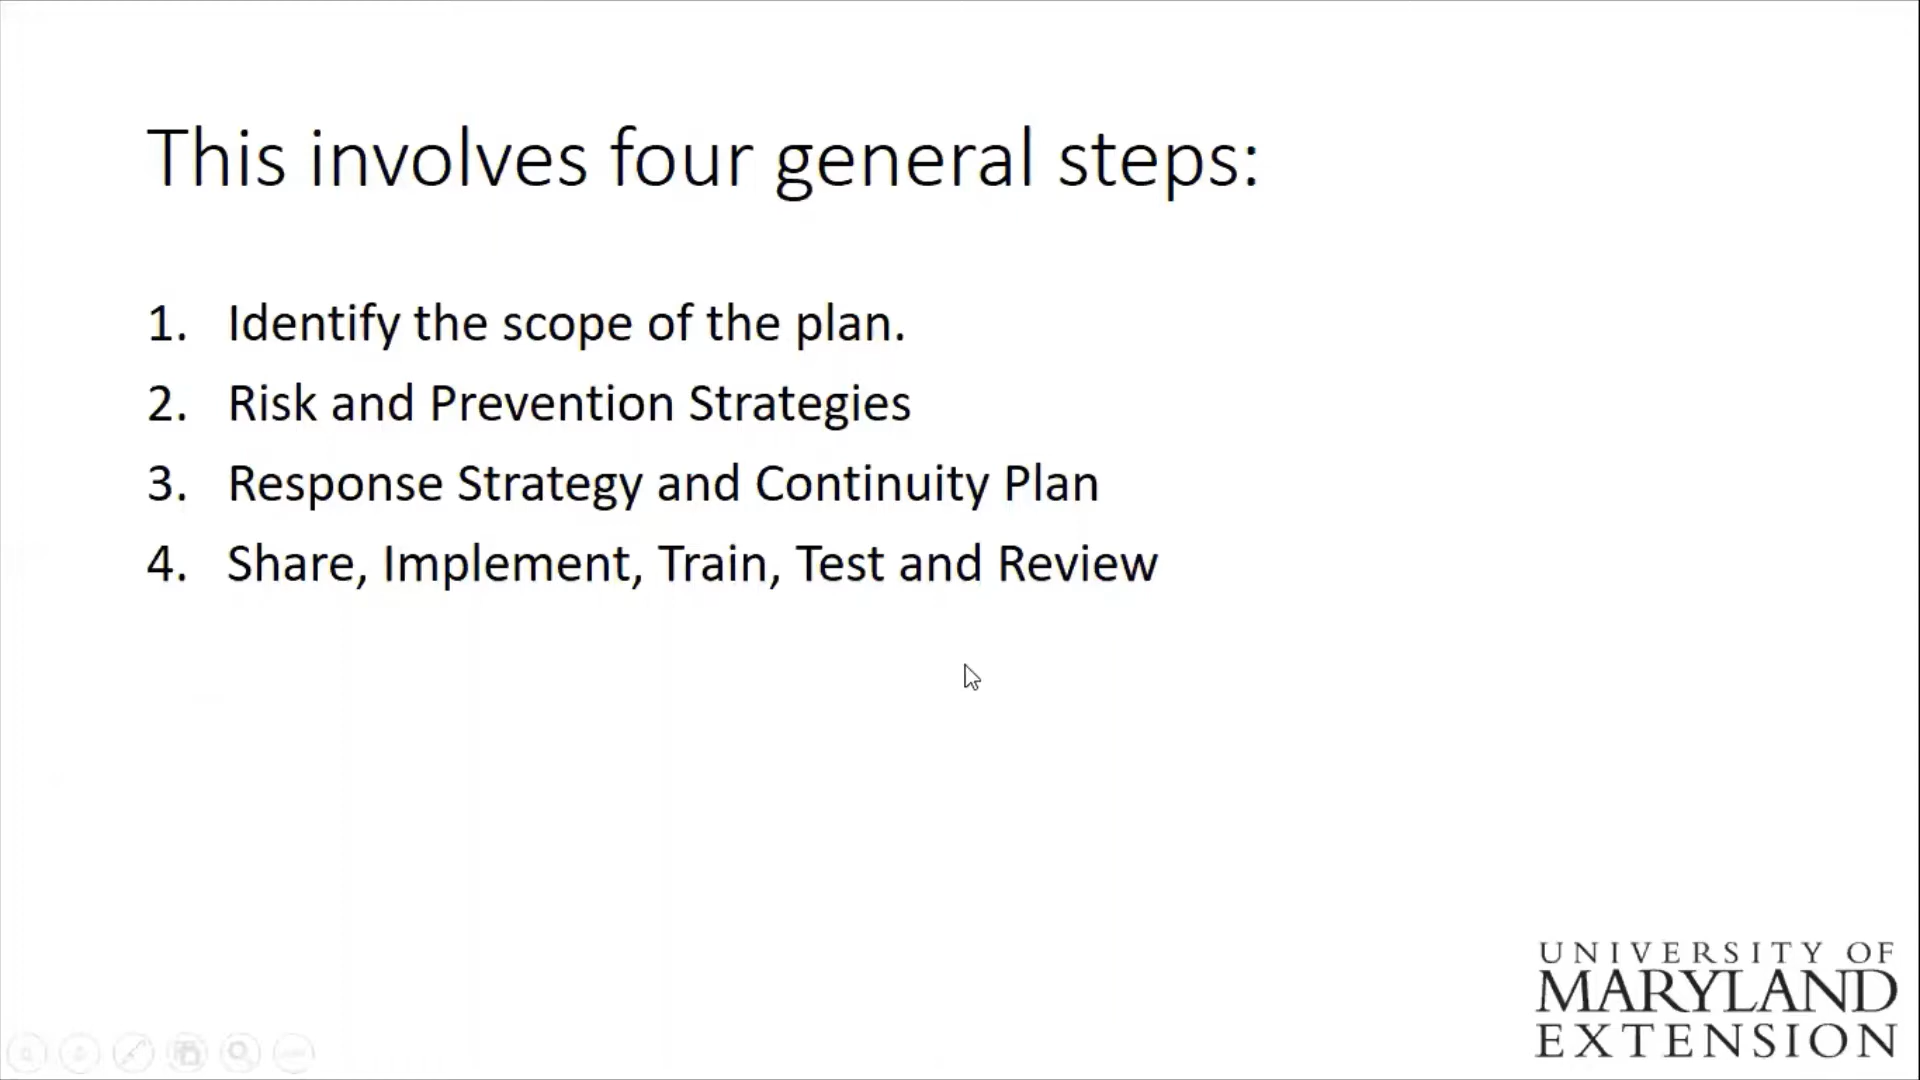 This involves four general steps:
1. Identify the scope of the plan.
2. Risk and Prevention Strategies
3. Response Strategy and Continuity Plan
4. Share, Implement, Train, Test and Review
UNIVERSITY OF
MARYLAND
EXTENSION